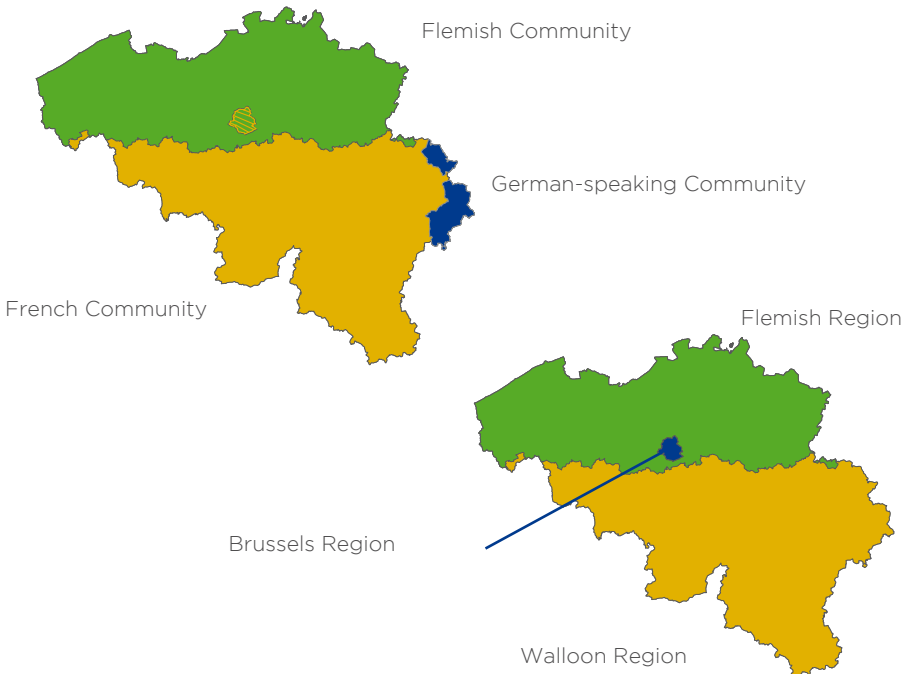 Flemish Community
German-speaking Community
French Community
Flemish Region
Brussels Region
Walloon Region